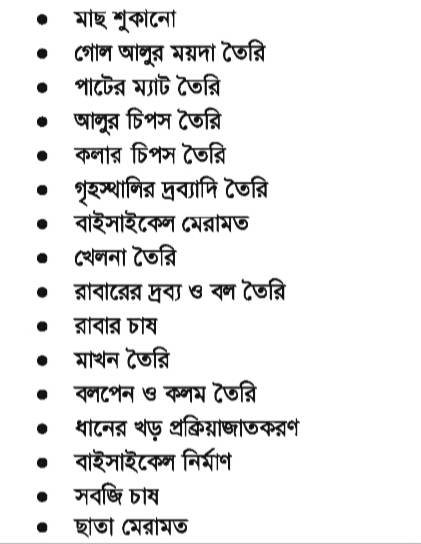 • মাছ শুকানো
• গোল আলুর ময়দা তৈরি
• পাটের ম্যাট তৈরি
• আলুর চিপস তৈরি
• কলার চিপস তৈরি
• গৃহস্থালির দ্রব্যাদি তৈরি
• বাইসাইকেল মেরামত
• খেলনা তৈরি
• রাবারের দ্রব্য ও বল তৈরি
• রাবার চাষ
• মাখন তৈরি
• বলপেন ও কলম তৈরি
• ধানের খড় প্রক্রিয়াজাতকরণ
• বাইসাইকেল নির্মাণ
• সবজি চাষ
• ছাতা মেরামত